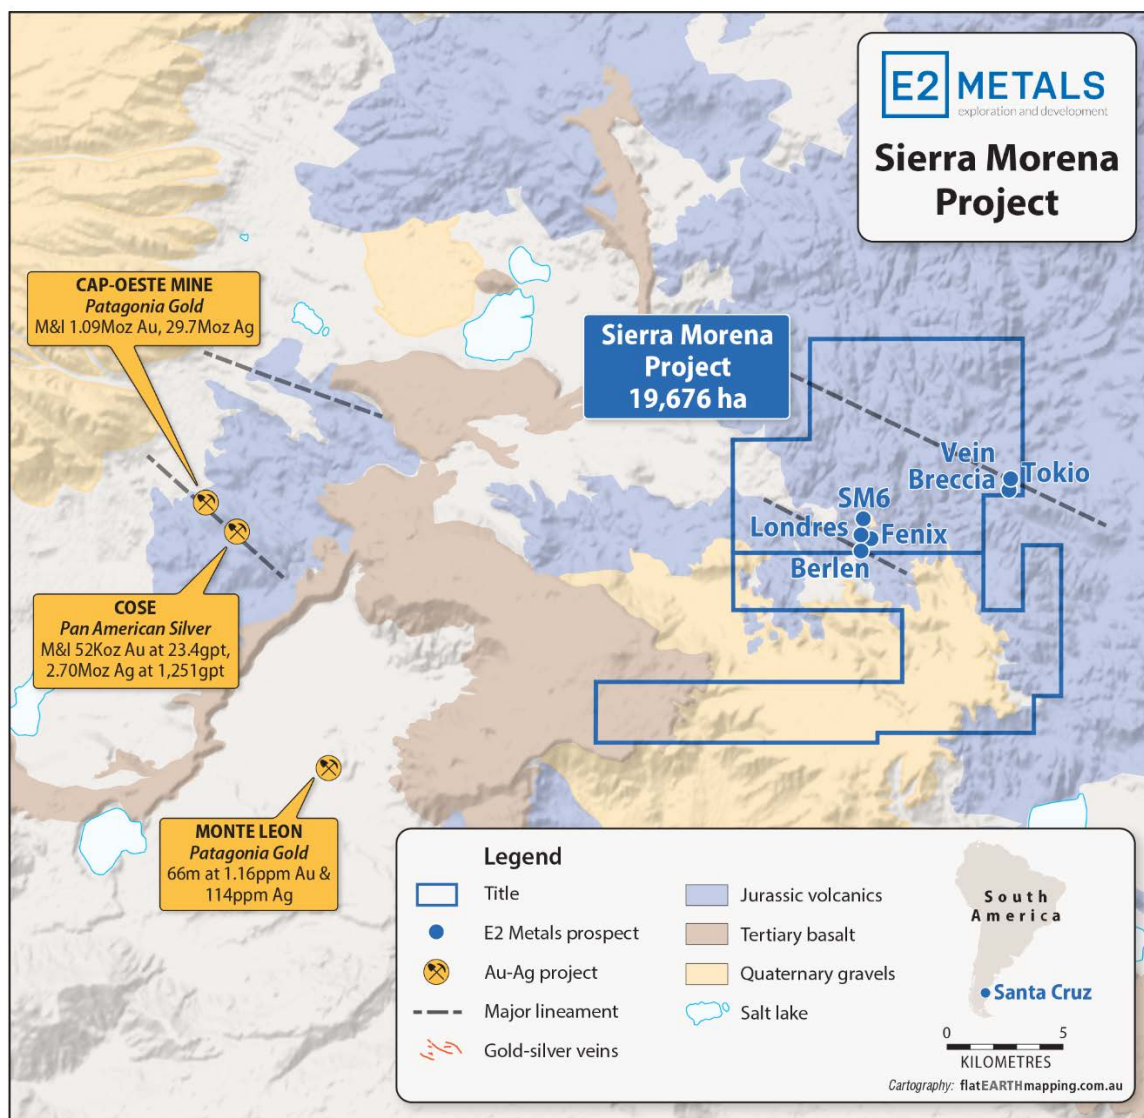 E2 METALS
exploration and development
Sierra Morena
Project
CAP-OESTE MINE
Patagonia Gold
M&I 1.09Moz Au, 29.7Moz Ag
Sierra Morena
Project
19,676 ha
Vein
Breccia
Tokio
SM6
Londres
Fenix
Berlen
COSE
Pan American Silver
M&I 52Koz Au at 23.4gpt,
2.70Moz Ag at 1,251gpt
MONTE LEON
Patagonia Gold
66m at 1.16ppm Au &
114ppm Ag
Legend
Title
E2 Metals prospect
Au-Ag project
Major lineament
Gold-silver veins
Jurassic volcanics
Tertiary basalt
Quaternary gravels
Salt lake
South
America
Santa Cruz
0 5
KILOMETRES
Cartography: flatEARTHmapping.com.au